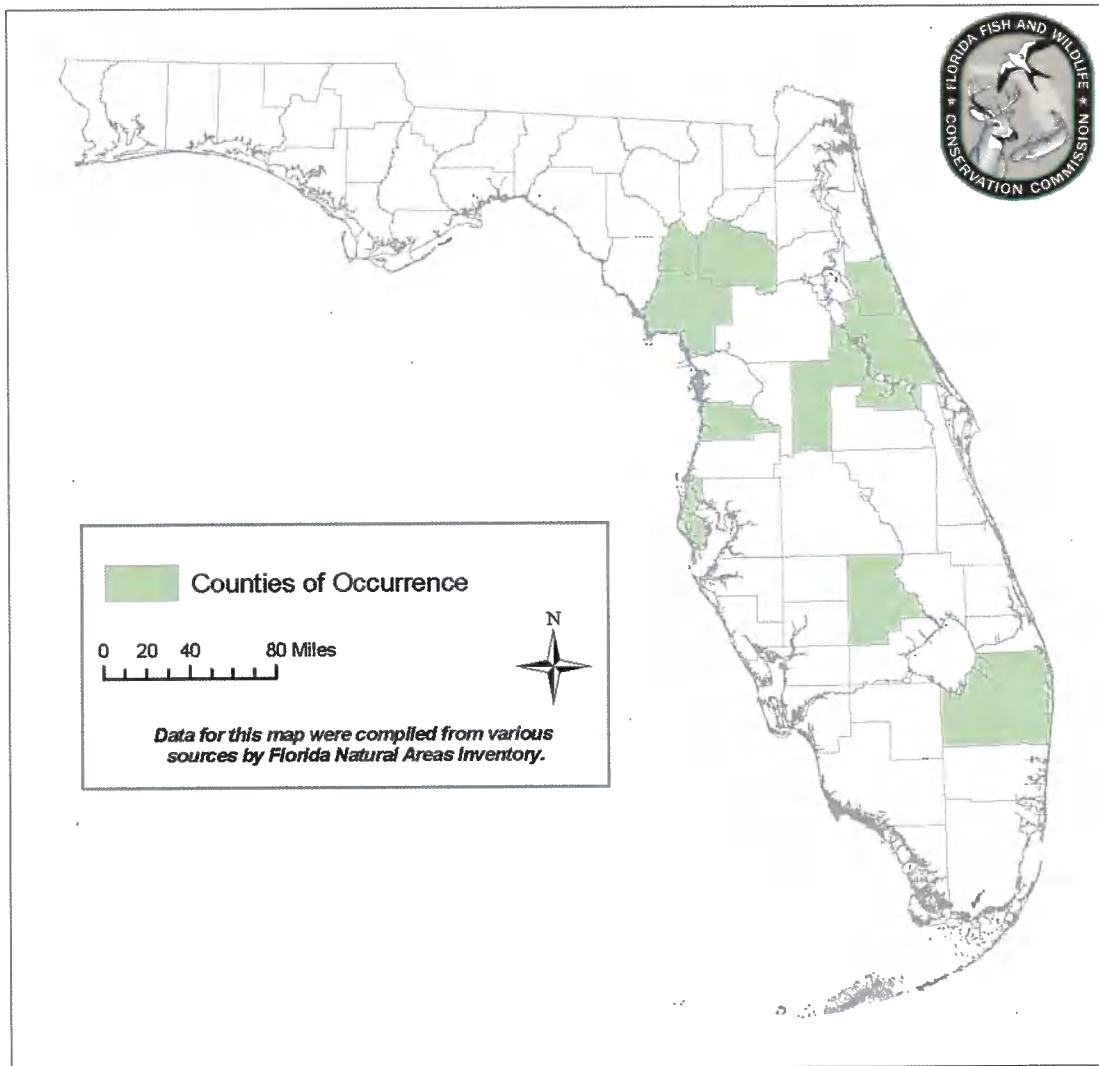 ★ FLORIDA FISH AND WILDLIFE ★
CONSERVATION COMMISSION
Counties of Occurrence
N
0 20 40 80 Miles
Data for this map were compiled from various
sources by Florida Natural Areas Inventory.